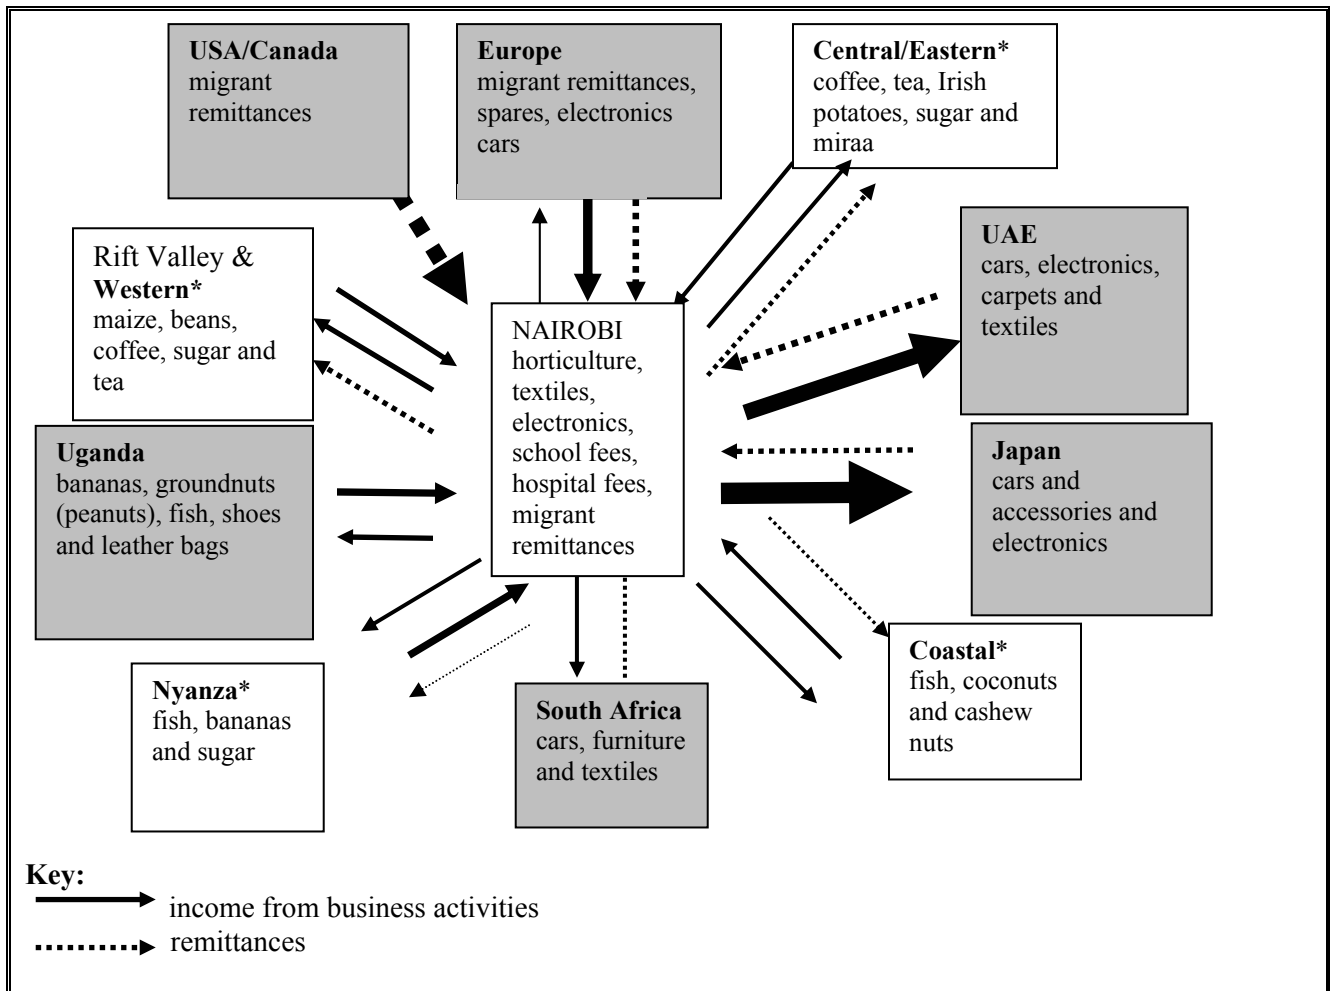 USA/Canada
migrant
remittances
Europe
migrant remittances,
spares, electronics
cars
Central/Eastern*
coffee, tea, Irish
potatoes, sugar and
miraa
Rift Valley &
Western*
maize, beans,
coffee, sugar and
tea
NAIROBI
horticulture,
textiles,
electronics,
school fees,
hospital fees,
migrant
remittances
UAE
cars, electronics,
carpets and
textiles
Uganda
bananas, groundnuts
(peanuts), fish, shoes
and leather bags
Japan
cars and
accessories and
electronics
Nyanza*
fish, bananas
and sugar
South Africa
cars, furniture
and textiles
Coastal*
fish, coconuts
and cashew
nuts
Key:
income from business activities
remittances